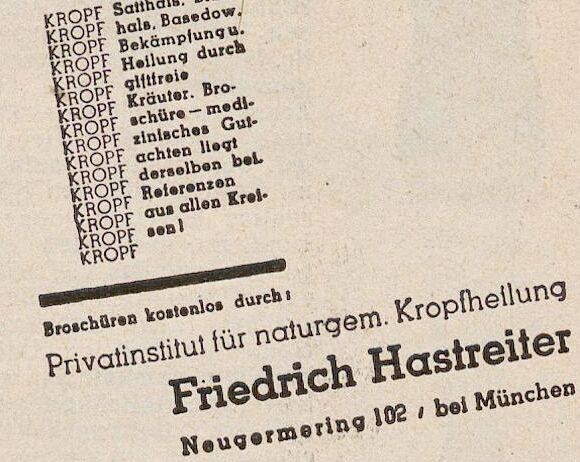 KROPF Satthals,
KROPF hals, Basedow.
KROPF Bekämpfung u.
KROPF Heilung durch
KROPF giftfreie
KROPF Kräuter. Bro-
KROPF schüre — medi-
KROPF zinisches Gut-
KROPF achten liegt
KROPF derselben bei.
KROPF Referenzen
KROPF aus allen Krei-
KROPF sen!
KROPF
Broschüren kostenlos durch:
Privatinstitut für naturgem. Kropfheilung
Friedrich Hastreiter
Neugermering 102 / bei München